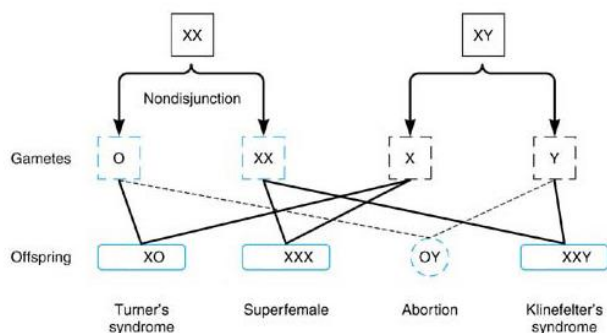 XX XY
Nondisjunction
Gametes O XX X Y
Offspring XO XXX OY XXY
Turner's syndrome Superfemale Abortion Klinefelter's syndrome